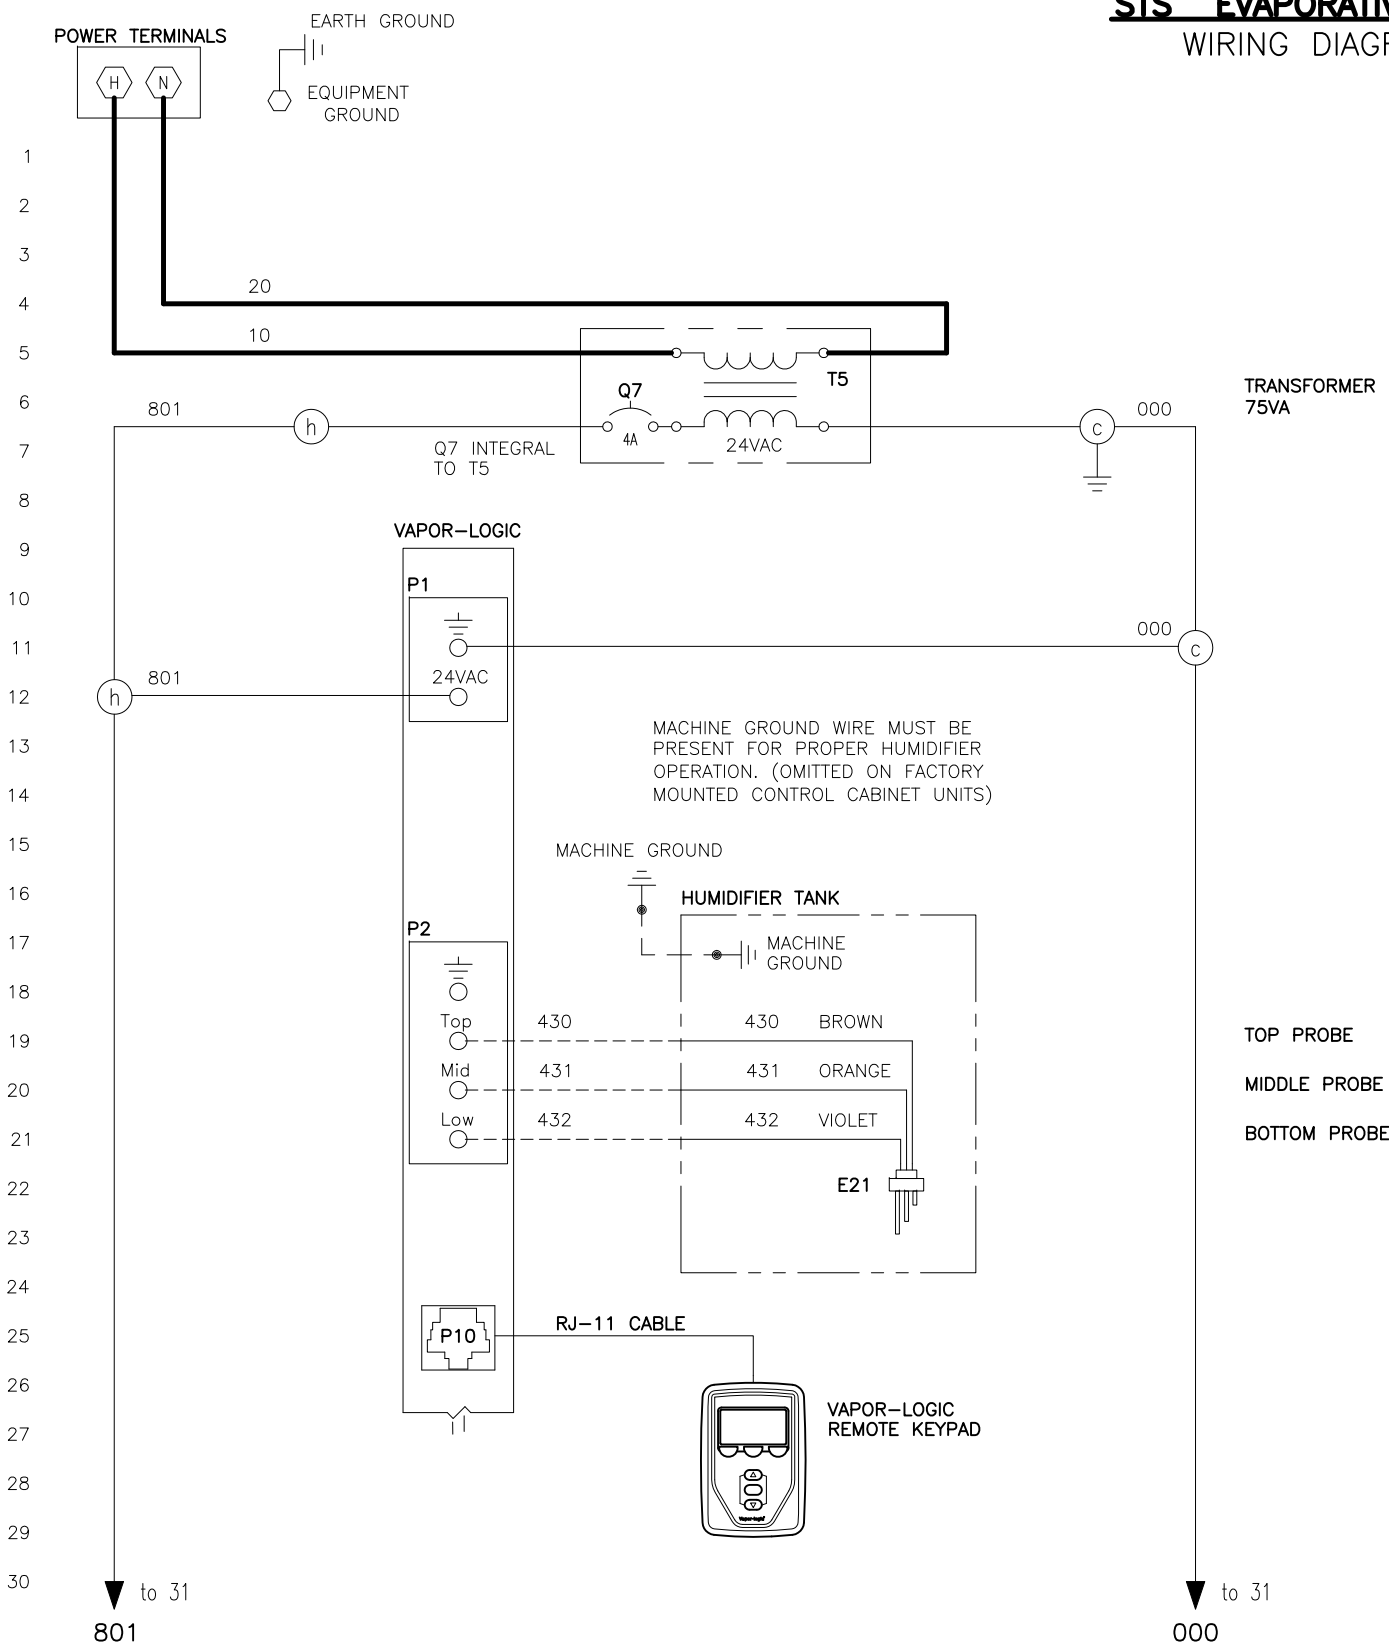 STS EVAPORATIV
WIRING DIAGR
EARTH GROUND
POWER TERMINALS
H
N
EQUIPMENT
GROUND
1
2
3
20
4
10
5
T5
Q7
TRANSFORMER
75VA
6
801
h
4A
24VAC
000
c
7
Q7 INTEGRAL
TO T5
8
VAPOR-LOGIC
9
P1
10
11
000
c
24VAC
801
12
h
13
MACHINE GROUND WIRE MUST BE
PRESENT FOR PROPER HUMIDIFIER
OPERATION. (OMITTED ON FACTORY
MOUNTED CONTROL CABINET UNITS)
14
15
MACHINE GROUND
16
HUMIDIFIER TANK
P2
17
MACHINE
GROUND
18
Top
430
430 BROWN
19
TOP PROBE
Mid
431
431 ORANGE
20
MIDDLE PROBE
Low
432
432 VIOLET
21
BOTTOM PROBE
22
E21
23
24
RJ-11 CABLE
25
P10
26
VAPOR-LOGIC
REMOTE KEYPAD
27
28
Vapor-logic
29
30
to 31
to 31
801
000